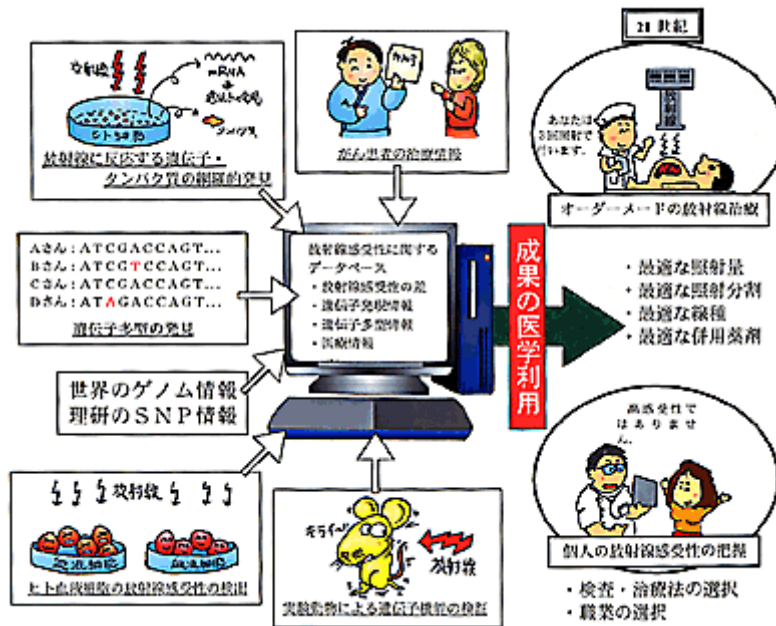 放射線
mRNA
ヒト細胞
放射線に反応する遺伝子・
タンパク質の網羅的発見
がん患者の治療情報
Aさん：ATCGACCAGT...
Bさん：ATCGTCCAGT...
Cさん：ATCGACCAGT...
Dさん：ATAGACCAGT...
遺伝子多型の発見
世界のゲノム情報
理研のSNP情報
放射線感受性に関する
データベース
・放射線感受性の差
・遺伝子発現情報
・遺伝子多型情報
・医療情報
放射線
ヒト血液細胞の放射線感受性の検出
放射線
実験動物による遺伝子機能の検証
成果の医学利用
21世紀
放射線
あなたは
3回照射で
行います。
オーダーメードの放射線治療
・最適な照射量
・最適な照射分割
・最適な線種
・最適な併用薬剤
高感受性で
はありませ
ん。
個人の放射線感受性の把握
・検査・治療法の選択
・職業の選択